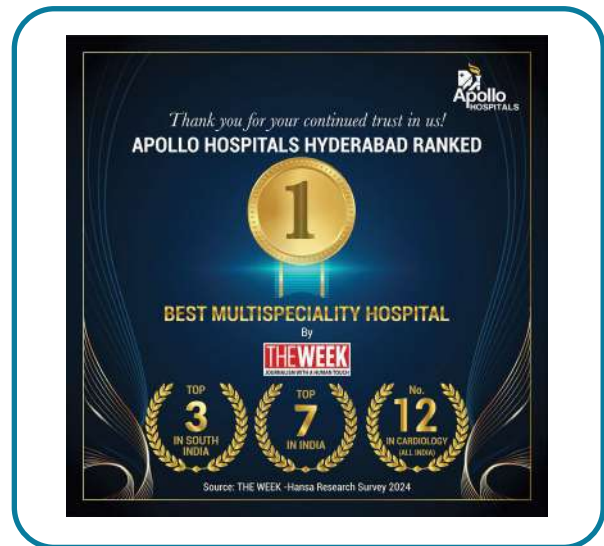 Apollo
HOSPITALS
Thank you for your continued trust in us!
APOLLO HOSPITALS HYDERABAD RANKED
1
BEST MULTISPECIALITY HOSPITAL
By
THE WEEK
JOURNALISM WITH A HUMAN TOUCH
TOP
3
IN SOUTH
INDIA
TOP
7
IN INDIA
No.
12
IN CARDIOLOGY
(ALL INDIA)
Source: THE WEEK -Hansa Research Survey 2024